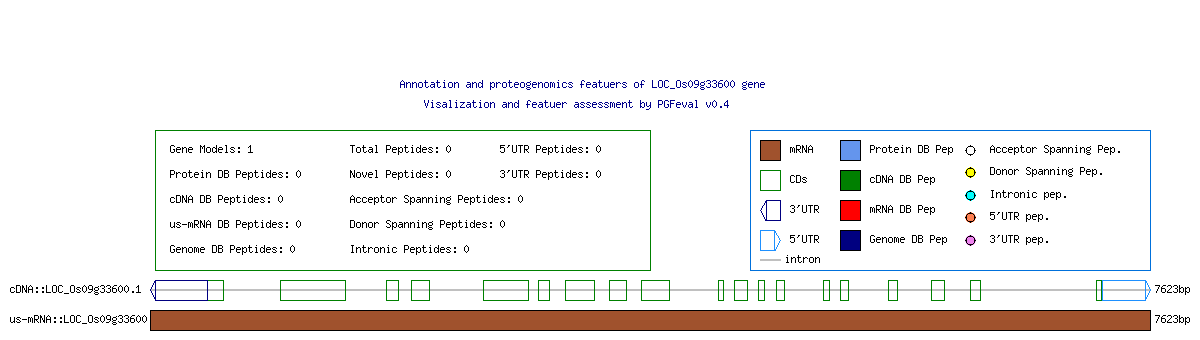 Annotation and proteogenomics featuers of LOC_Os09g33600 gene
Visalization and featuer assessment by PGFeval v0.4
Gene Models: 1 Total Peptides: 0 5'UTR Peptides: 0
Protein DB Peptides: 0 Novel Peptides: 0 3'UTR Peptides: 0
cDNA DB Peptides: 0 Acceptor Spanning Peptides: 0
us-mRNA DB Peptides: 0 Donor Spanning Peptides: 0
Genome DB Peptides: 0 Intronic Peptides: 0
mRNA Protein DB Pep Acceptor Spanning Pep.
CDs cDNA DB Pep Donor Spanning Pep.
3'UTR mRNA DB Pep Intronic pep.
5'UTR Genome DB Pep 5'UTR pep.
intron 3'UTR pep.
cDNA::LOC_Os09g33600.1 7623bp
us-mRNA::LOC_Os09g33600 7623bp